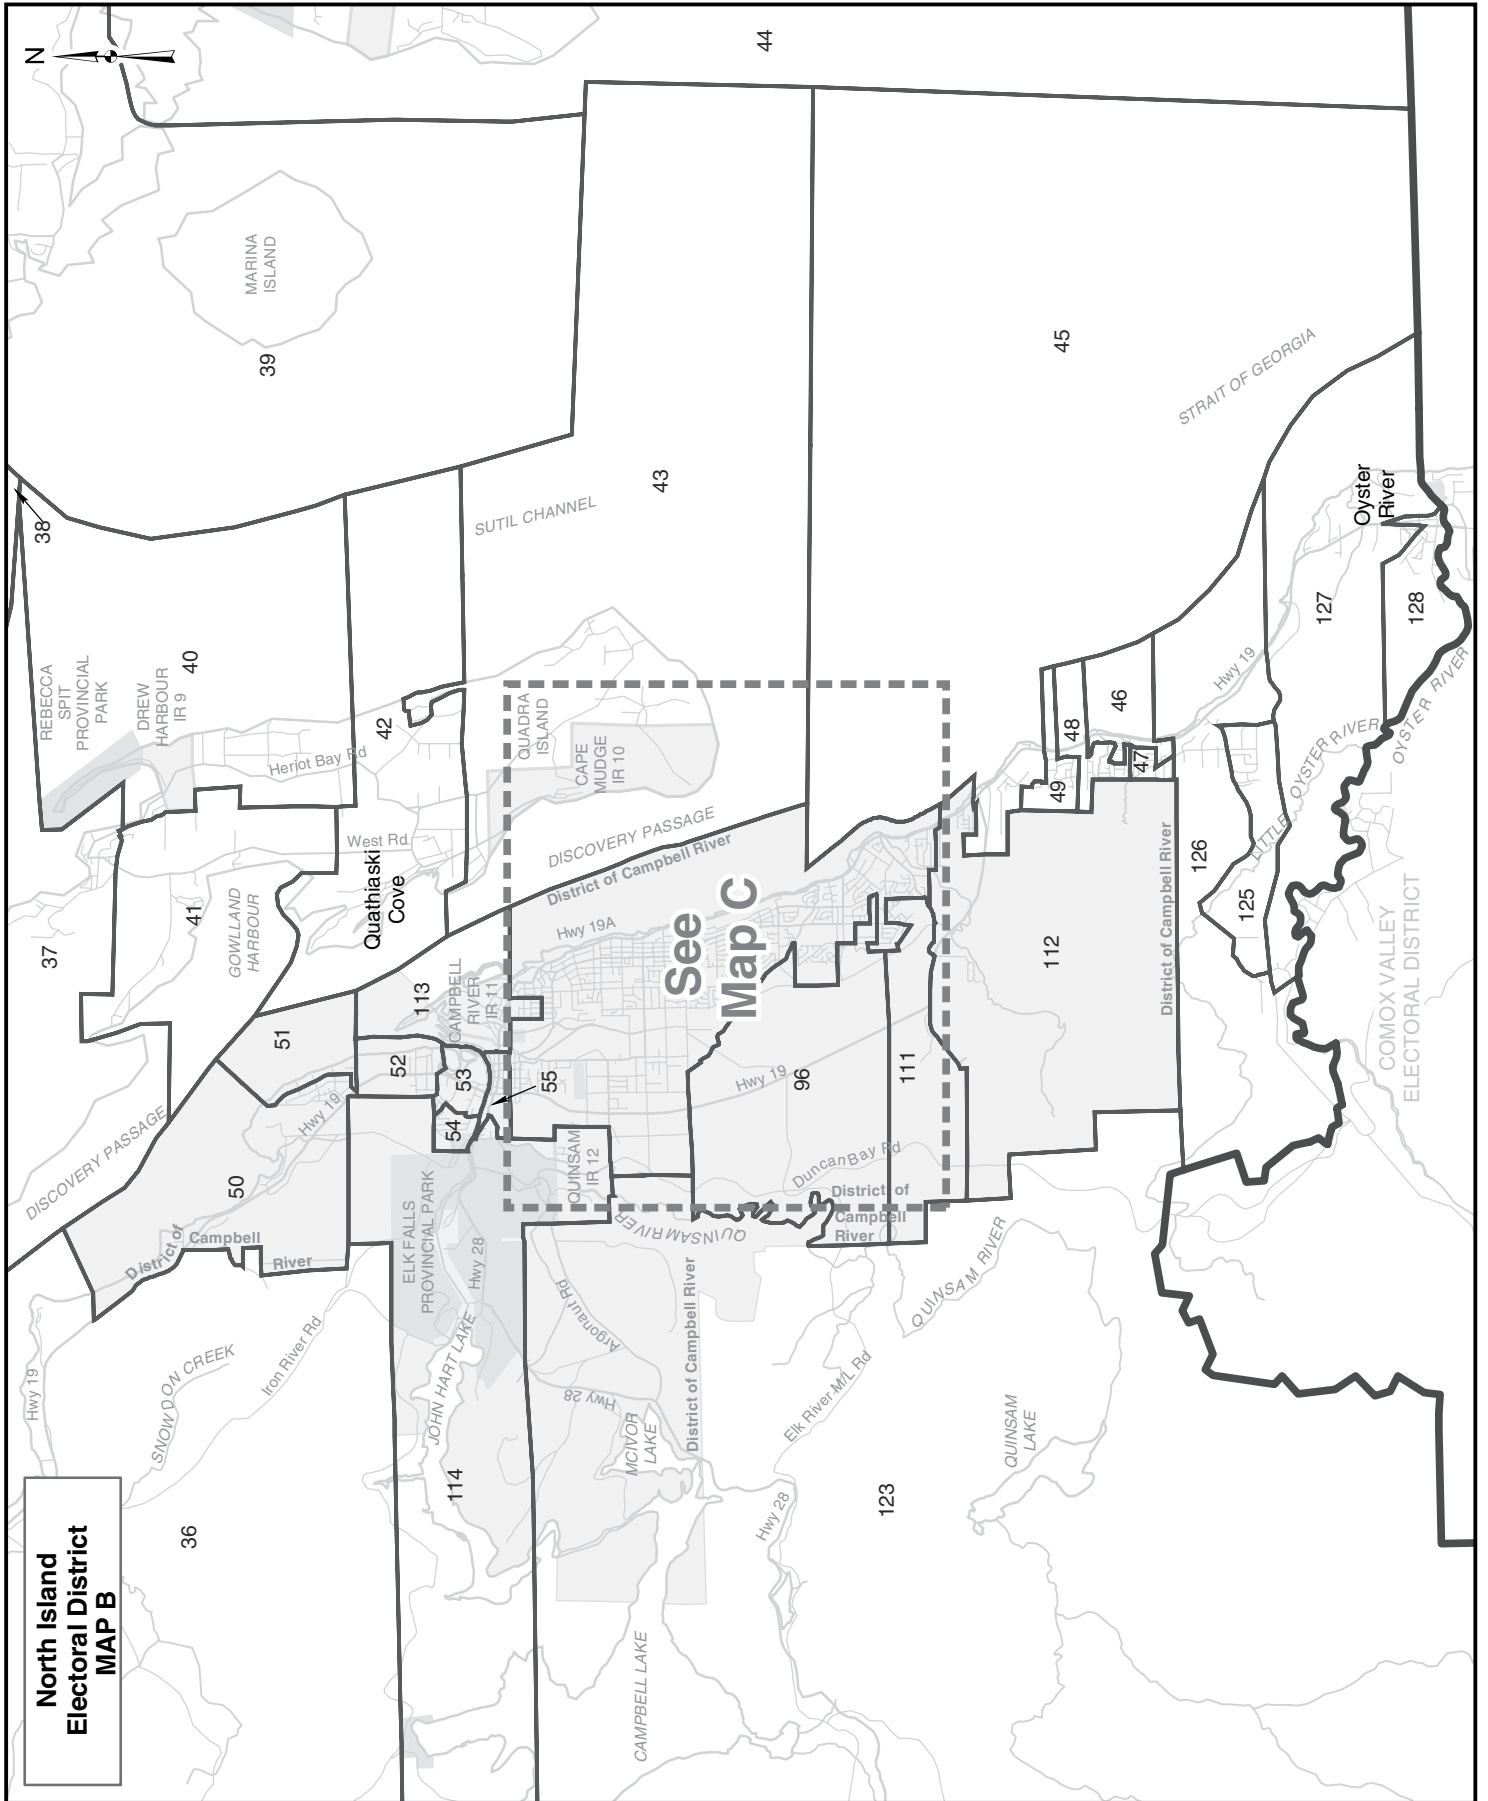 North Island
Electoral District
MAP B
N
Hwy 19
SNOWDON CREEK
Iron River Rd
36
DISCOVERY PASSAGE
50
District of
Campbell
River
Hwy 19
51
37
41
GOWLLAND
HARBOUR
38
REBECCA
SPIT
PROVINCIAL
PARK
DREW
HARBOUR
IR 9
40
Heriot Bay Rd
West Rd
Quathiaski
Cove
42
MARINA
ISLAND
39
44
SUTIL CHANNEL
43
QUADRA
ISLAND
CAPE
MUDGE
IR 10
DISCOVERY PASSAGE
District of Campbell River
113
CAMPBELL
RIVER
IR 11
52
53
54
55
ELK FALLS
PROVINCIAL PARK
Hwy 28
JOHN HART LAKE
114
Hwy 19A
See
Map C
QUINSAM
IR 12
QUINSAM RIVER
Argonaut Rd
Hwy 28
MCIVOR
LAKE
District of Campbell River
CAMPBELL LAKE
Hwy 28
Elk River M/L Rd
123
Hwy 19
96
Duncan Bay Rd
District of
Campbell
River
111
QUINSAM RIVER
QUINSAM
LAKE
112
District of Campbell River
45
STRAIT OF GEORGIA
49
48
46
47
Hwy 19
126
125
LITTLE OYSTER RIVER
127
Oyster
River
128
OYSTER RIVER
COMOX VALLEY
ELECTORAL DISTRICT